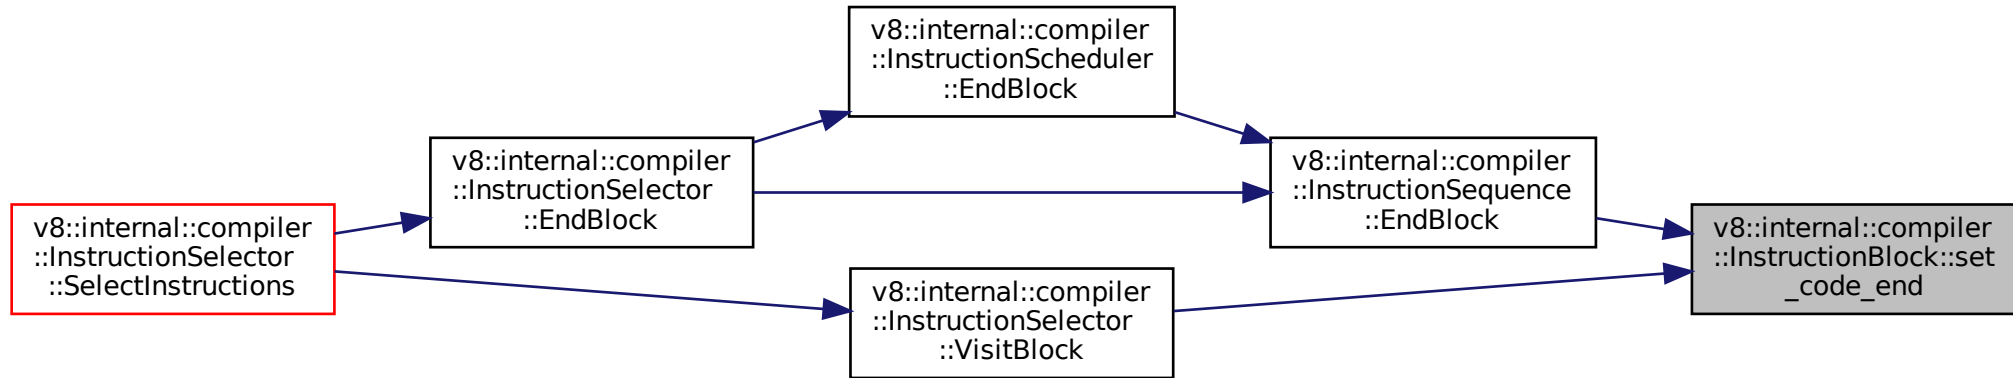 v8::internal::compiler
::InstructionScheduler
::EndBlock
v8::internal::compiler
::InstructionSelector
::EndBlock
v8::internal::compiler
::InstructionSequence
::EndBlock
v8::internal::compiler
::InstructionSelector
::SelectInstructions
v8::internal::compiler
::InstructionBlock::set
_code_end
v8::internal::compiler
::InstructionSelector
::VisitBlock